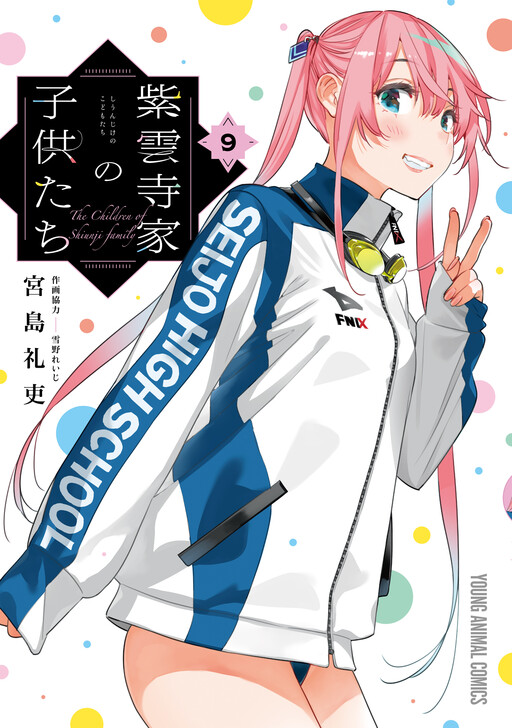 紫雲寺家
の
子供たち
しうんじけの
こどもたち
The Children of
Shiunji family
9
宮島礼吏
作画協力――雪野れいじ
SEIJO HIGH SCHOOL
FNIX
FNIX
YOUNG ANIMAL COMICS